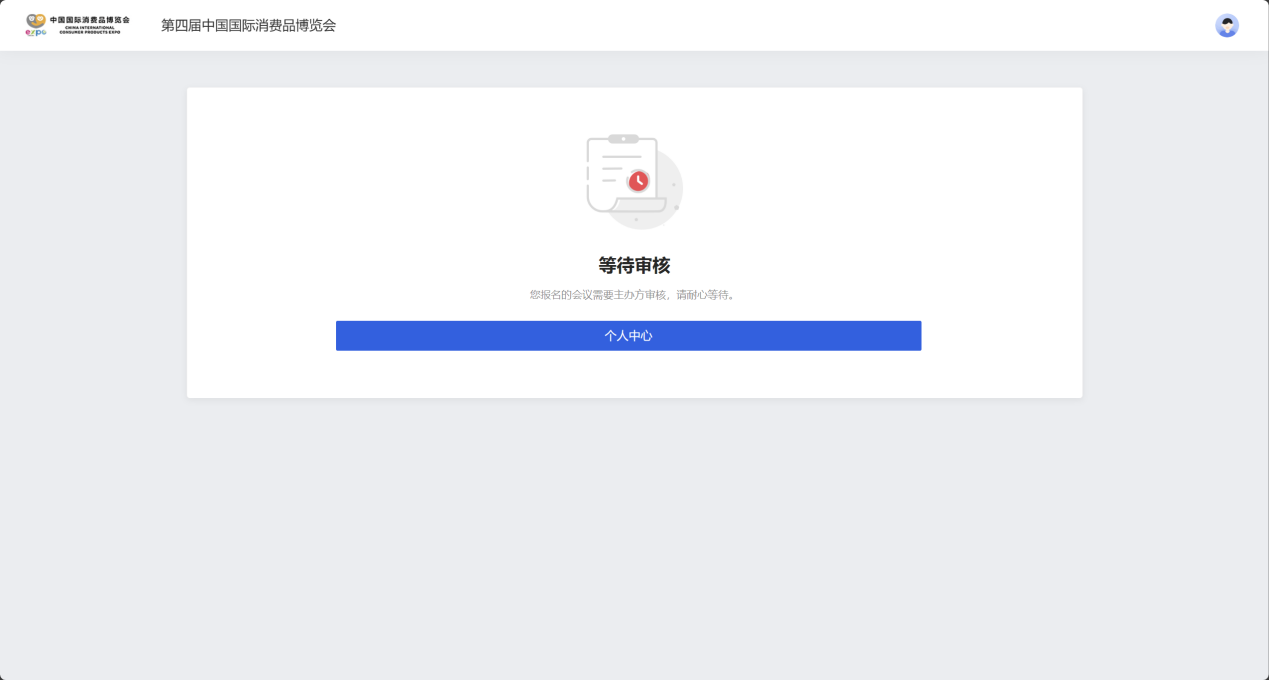 中国国际消费品博览会
CHINA INTERNATIONAL
CONSUMER PRODUCTS EXPO
expo
第四届中国国际消费品博览会
等待审核
您报名的会议需要主办方审核，请耐心等待。
个人中心